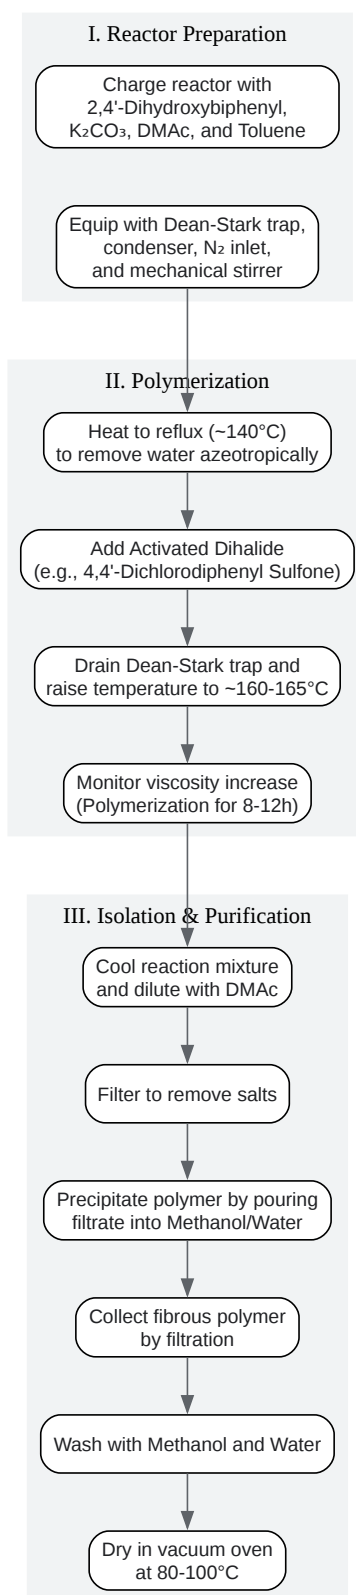 I. Reactor Preparation
Charge reactor with
2,4'-Dihydroxybiphenyl,
K₂CO₃, DMAc, and Toluene
Equip with Dean-Stark trap,
condenser, N₂ inlet,
and mechanical stirrer
II. Polymerization
Heat to reflux (~140°C)
to remove water azeotropically
Add Activated Dihalide
(e.g., 4,4'-Dichlorodiphenyl Sulfone)
Drain Dean-Stark trap and
raise temperature to ~160-165°C
Monitor viscosity increase
(Polymerization for 8-12h)
III. Isolation & Purification
Cool reaction mixture
and dilute with DMAc
Filter to remove salts
Precipitate polymer by pouring
filtrate into Methanol/Water
Collect fibrous polymer
by filtration
Wash with Methanol and Water
Dry in vacuum oven
at 80-100°C